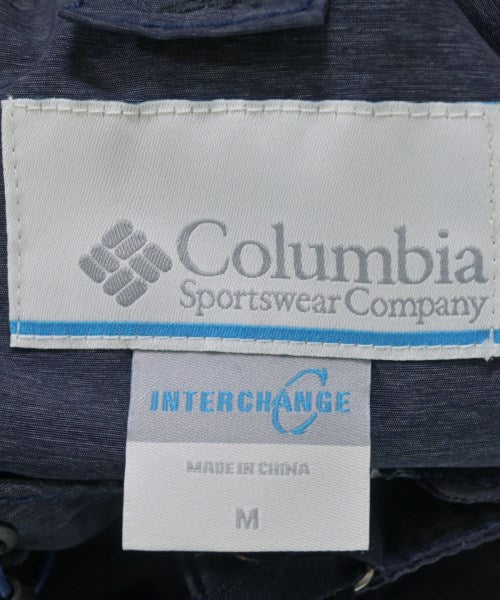 Columbia
Sportswear Company
INTERCHANGE
MADE IN CHINA
M